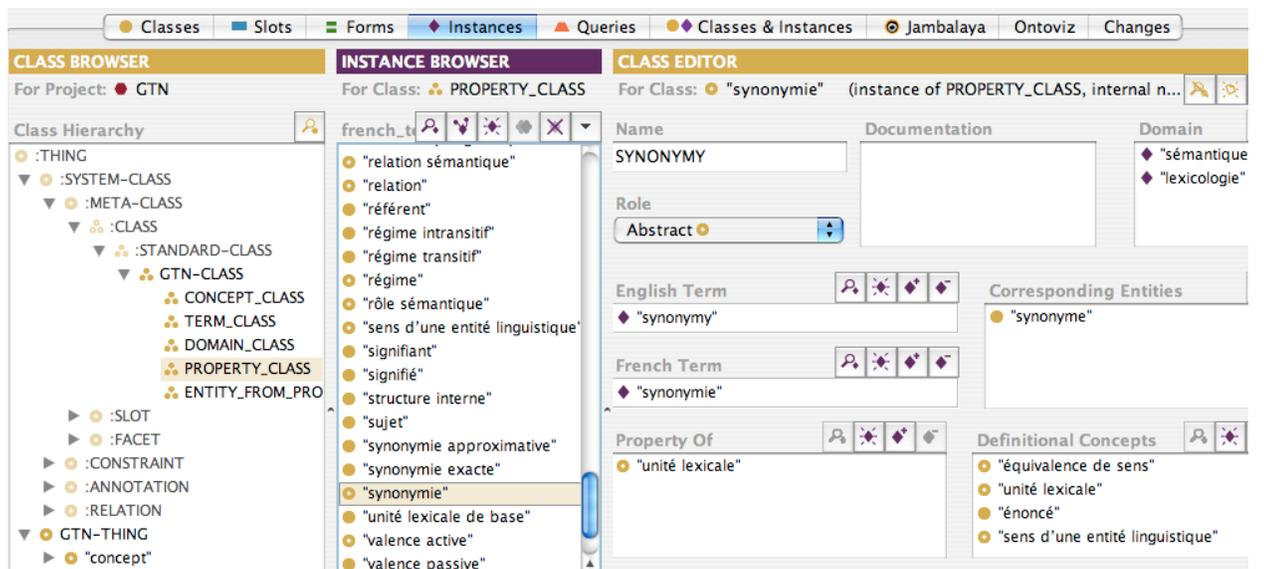 Classes Slots Forms Instances Queries Classes & Instances Jambalaya Ontoviz Changes
CLASS BROWSER
For Project: GTN
Class Hierarchy
:THING
:SYSTEM-CLASS
:META-CLASS
:CLASS
:STANDARD-CLASS
GTN-CLASS
CONCEPT_CLASS
TERM_CLASS
DOMAIN_CLASS
PROPERTY_CLASS
ENTITY_FROM_PRO
:SLOT
:FACET
:CONSTRAINT
:ANNOTATION
:RELATION
GTN-THING
"concept"
INSTANCE BROWSER
For Class: PROPERTY_CLASS
french_te
"relation sémantique"
"relation"
"référent"
"régime intransitif"
"régime transitif"
"régime"
"rôle sémantique"
"sens d'une entité linguistique"
"signifiant"
"signifié"
"structure interne"
"sujet"
"synonymie approximative"
"synonymie exacte"
"synonymie"
"unité lexicale de base"
"valence active"
"valence passive"
CLASS EDITOR
For Class: "synonymie" (instance of PROPERTY_CLASS, internal n...
Name
SYNONYMY
Role
Abstract
Documentation
Domain
"sémantique
"lexicologie"
English Term
"synonymy"
Corresponding Entities
"synonyme"
French Term
"synonymie"
Property Of
"unité lexicale"
Definitional Concepts
"équivalence de sens"
"unité lexicale"
"énoncé"
"sens d'une entité linguistique"